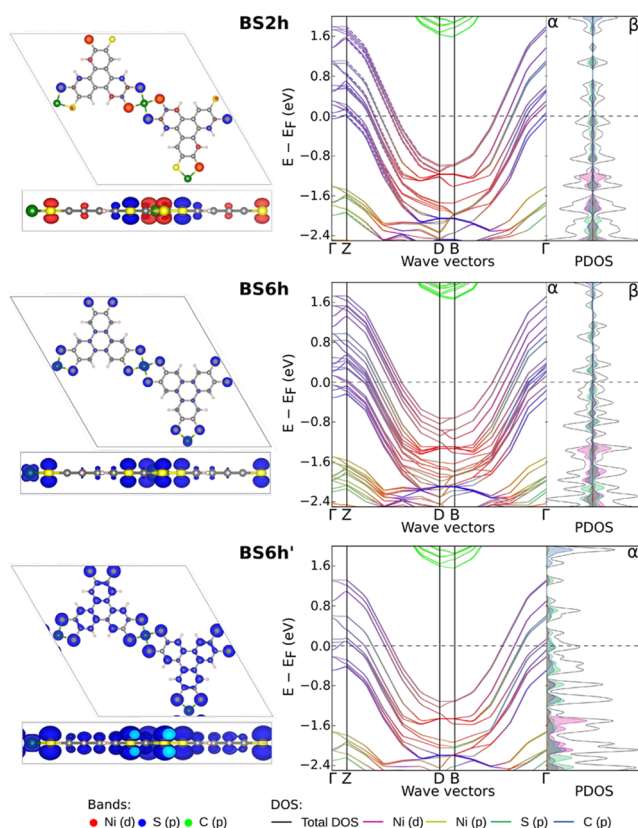 BS2h
α
β
1.6
0.8
0.0
−0.8
−1.6
−2.4
E − EF (eV)
Γ Z D B Γ
Wave vectors
PDOS
BS6h
α
β
1.6
0.8
0.0
−0.8
−1.6
−2.4
E − EF (eV)
Γ Z D B Γ
Wave vectors
PDOS
BS6h'
α
1.6
0.8
0.0
−0.8
−1.6
−2.4
E − EF (eV)
Γ Z D B Γ
Wave vectors
PDOS
Bands: DOS:
Ni (d) S (p) C (p) Total DOS Ni (d) Ni (p) S (p) C (p)